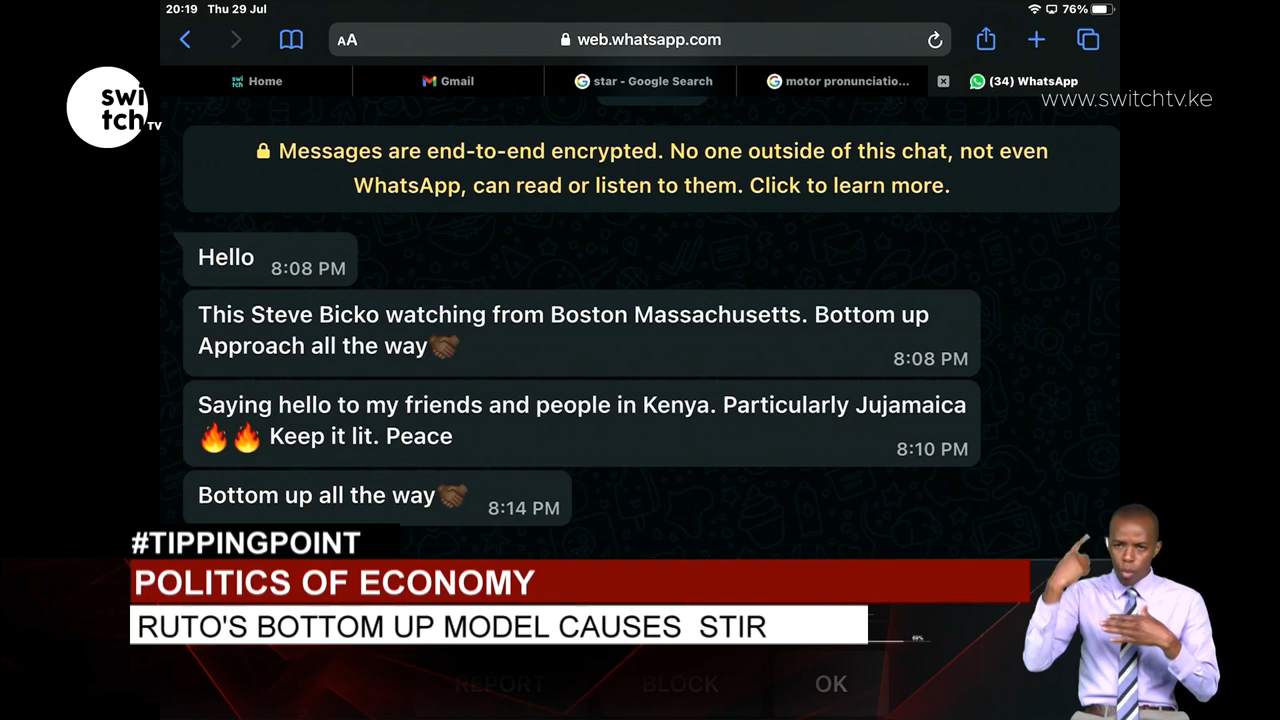 20:19 Thu 29 Jul
76%
AA
web.whatsapp.com
swi tch Home
Gmail
star - Google Search
motor pronunciatio...
(34) WhatsApp
swi
tch TV
www.switchtv.ke
Messages are end-to-end encrypted. No one outside of this chat, not even
WhatsApp, can read or listen to them. Click to learn more.
Hello
8:08 PM
This Steve Bicko watching from Boston Massachusetts. Bottom up
Approach all the way🤝🏾
8:08 PM
Saying hello to my friends and people in Kenya. Particularly Jujamaica
🔥🔥 Keep it lit. Peace
8:10 PM
Bottom up all the way🤝🏾
8:14 PM
#TIPPINGPOINT
POLITICS OF ECONOMY
RUTO'S BOTTOM UP MODEL CAUSES STIR
REPORT BLOCK OK